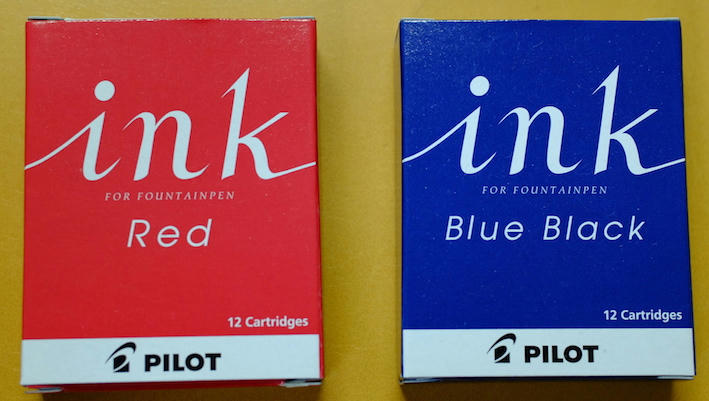 ink
FOR FOUNTAINPEN
Red
12 Cartridges
PILOT
ink
FOR FOUNTAINPEN
Blue Black
12 Cartridges
PILOT